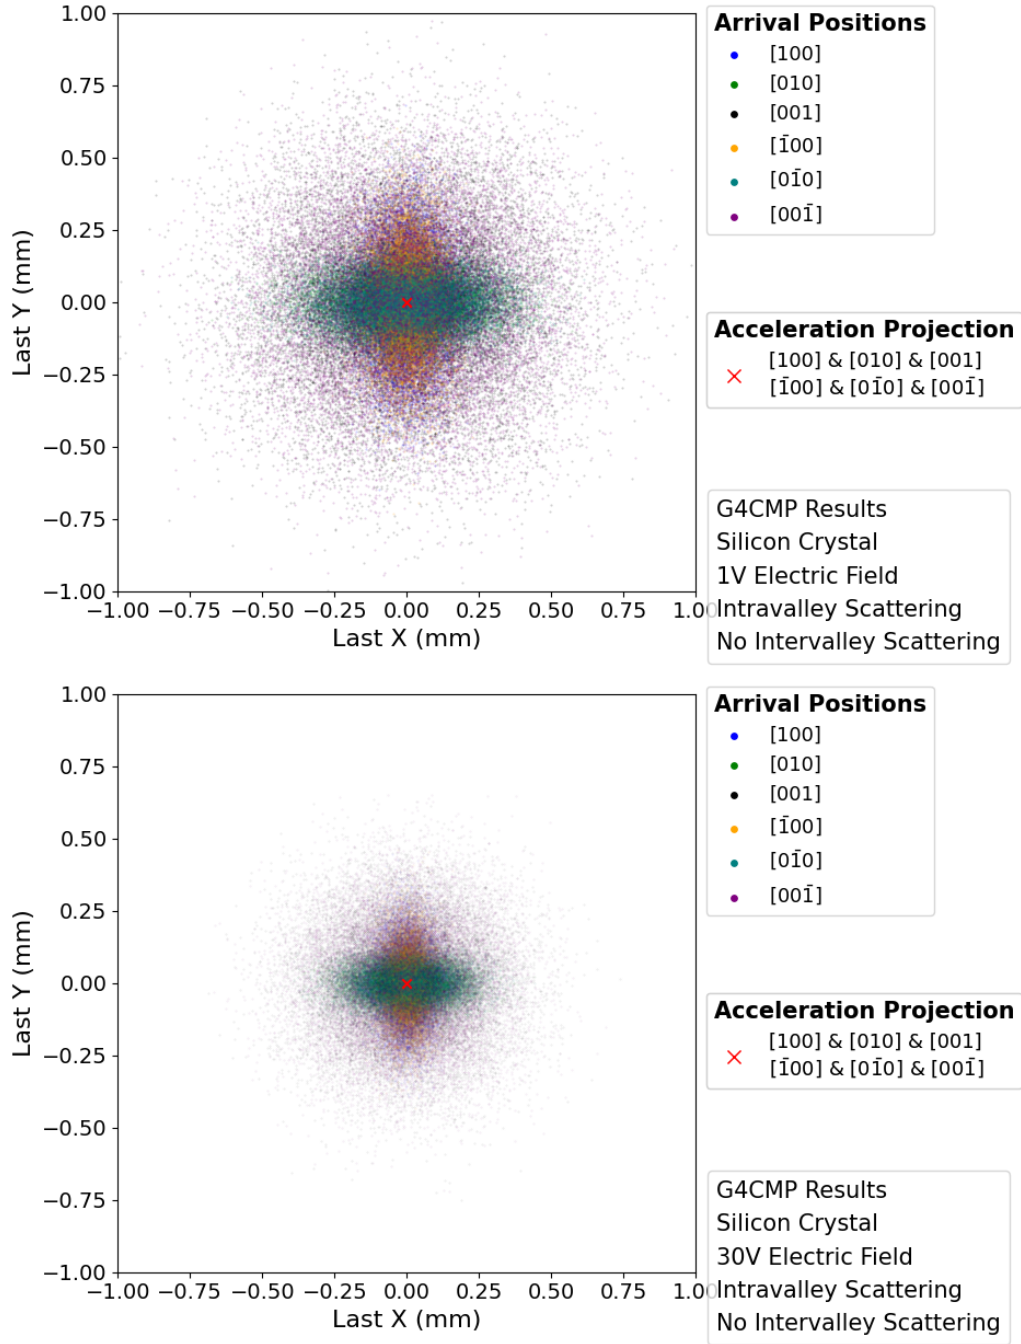 1.00
0.75
0.50
0.25
0.00
−0.25
−0.50
−0.75
−1.00
Last Y (mm)
−1.00 −0.75 −0.50 −0.25 0.00 0.25 0.50 0.75 1.00
Last X (mm)
Arrival Positions
[100]
[010]
[001]
[1̄00]
[01̄0]
[001̄]
Acceleration Projection
[100] & [010] & [001]
[1̄00] & [01̄0] & [001̄]
G4CMP Results
Silicon Crystal
1V Electric Field
Intravalley Scattering
No Intervalley Scattering
1.00
0.75
0.50
0.25
0.00
−0.25
−0.50
−0.75
−1.00
Last Y (mm)
−1.00 −0.75 −0.50 −0.25 0.00 0.25 0.50 0.75 1.00
Last X (mm)
Arrival Positions
[100]
[010]
[001]
[1̄00]
[01̄0]
[001̄]
Acceleration Projection
[100] & [010] & [001]
[1̄00] & [01̄0] & [001̄]
G4CMP Results
Silicon Crystal
30V Electric Field
Intravalley Scattering
No Intervalley Scattering